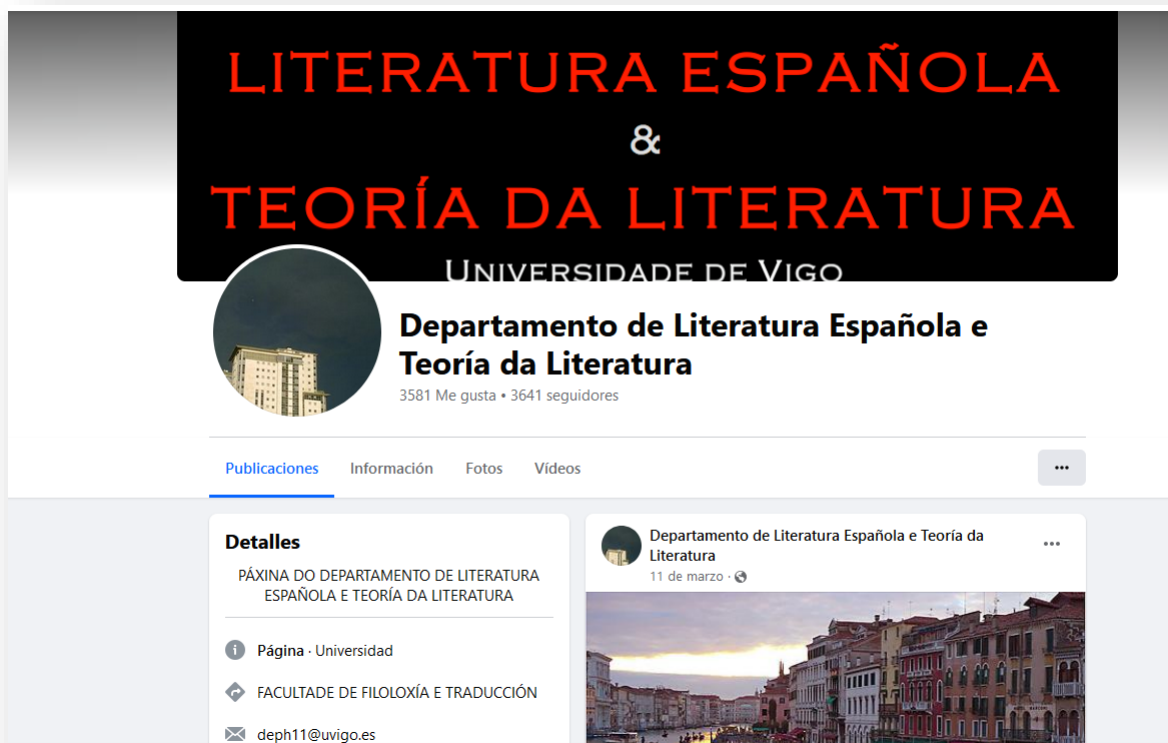 LITERATURA ESPAÑOLA
&
TEORÍA DA LITERATURA
UNIVERSIDADE DE VIGO
Departamento de Literatura Española e
Teoría da Literatura
3581 Me gusta • 3641 seguidores
Publicaciones Información Fotos Vídeos
Detalles
PÁXINA DO DEPARTAMENTO DE LITERATURA
ESPAÑOLA E TEORÍA DA LITERATURA
Página · Universidad
FACULTADE DE FILOLOXÍA E TRADUCCIÓN
deph11@uvigo.es
Departamento de Literatura Española e Teoría da
Literatura
11 de marzo ·